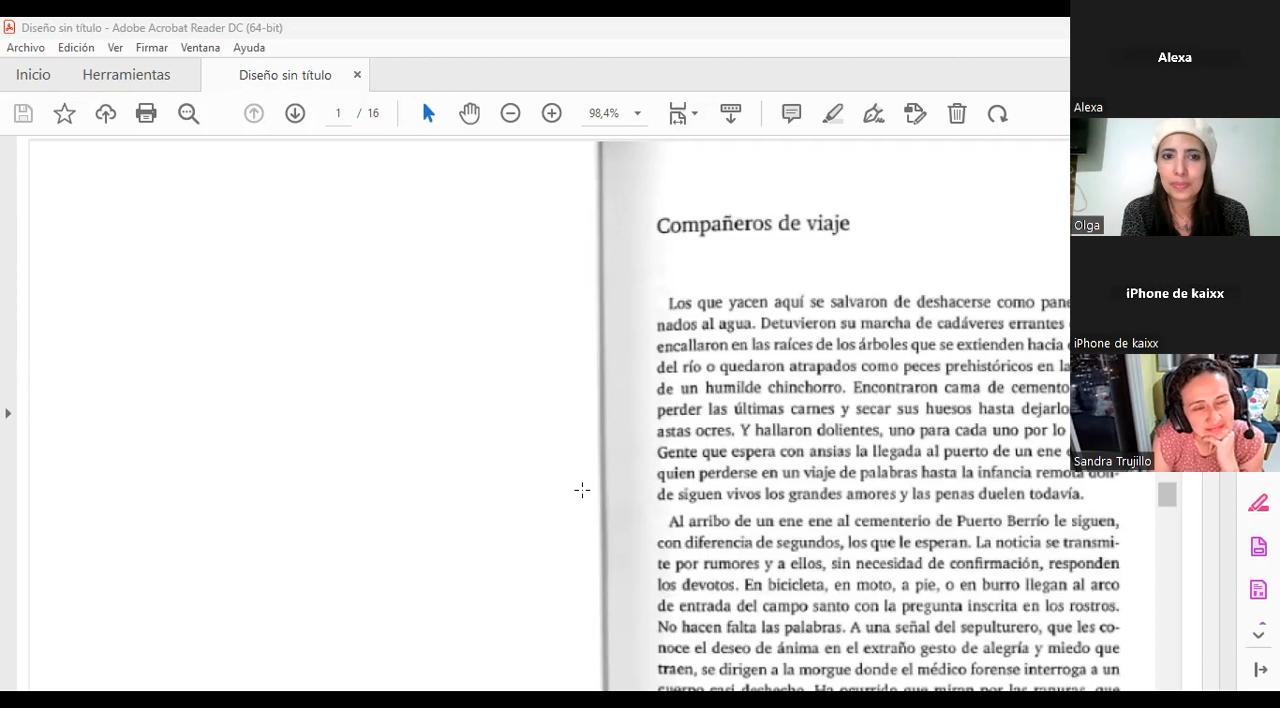 Diseño sin título - Adobe Acrobat Reader DC (64-bit)
Archivo Edición Ver Firmar Ventana Ayuda
Inicio Herramientas Diseño sin título ×
1 / 16 98,4%
Compañeros de viaje
Los que yacen aquí se salvaron de deshacerse como pane
nados al agua. Detuvieron su marcha de cadáveres errantes
encallaron en las raíces de los árboles que se extienden hacia
del río o quedaron atrapados como peces prehistóricos en la
de un humilde chinchorro. Encontraron cama de cemento
perder las últimas carnes y secar sus huesos hasta dejarlo
astas ocres. Y hallaron dolientes, uno para cada uno por lo
Gente que espera con ansias la llegada al puerto de un ene
quien perderse en un viaje de palabras hasta la infancia remota don-
de siguen vivos los grandes amores y las penas duelen todavía.
Al arribo de un ene ene al cementerio de Puerto Berrío le siguen,
con diferencia de segundos, los que le esperan. La noticia se transmi-
te por rumores y a ellos, sin necesidad de confirmación, responden
los devotos. En bicicleta, en moto, a pie, o en burro llegan al arco
de entrada del campo santo con la pregunta inscrita en los rostros.
No hacen falta las palabras. A una señal del sepulturero, que les co-
noce el deseo de ánima en el extraño gesto de alegría y miedo que
traen, se dirigen a la morgue donde el médico forense interroga a un
cuerpo casi deshecho. Ha ocurrido que miran por las ranuras, que
Alexa
Alexa
Olga
iPhone de kaixx
iPhone de kaixx
Sandra Trujillo